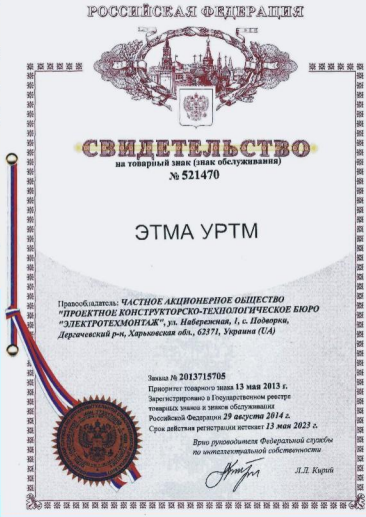 РОССИЙСКАЯ ФЕДЕРАЦИЯ
СВИДЕТЕЛЬСТВО
на товарный знак (знак обслуживания)
№ 521470
ЭТМА УРТМ
Правообладатель: ЧАСТНОЕ АКЦИОНЕРНОЕ ОБЩЕСТВО
"ПРОЕКТНОЕ КОНСТРУКТОРСКО-ТЕХНОЛОГИЧЕСКОЕ БЮРО
"ЭЛЕКТРОТЕХМОНТАЖ", ул. Набережная, 1, с. Подворки,
Дергачевский р-н, Харьковская обл., 62371, Украина (UA)
Заявка № 2013715705
Приоритет товарного знака 13 мая 2013 г.
Зарегистрировано в Государственном реестре
товарных знаков и знаков обслуживания
Российской Федерации 29 августа 2014 г.
Срок действия регистрации истекает 13 мая 2023 г.
Врио руководителя Федеральной службы
по интеллектуальной собственности
Л.Л. Кирий